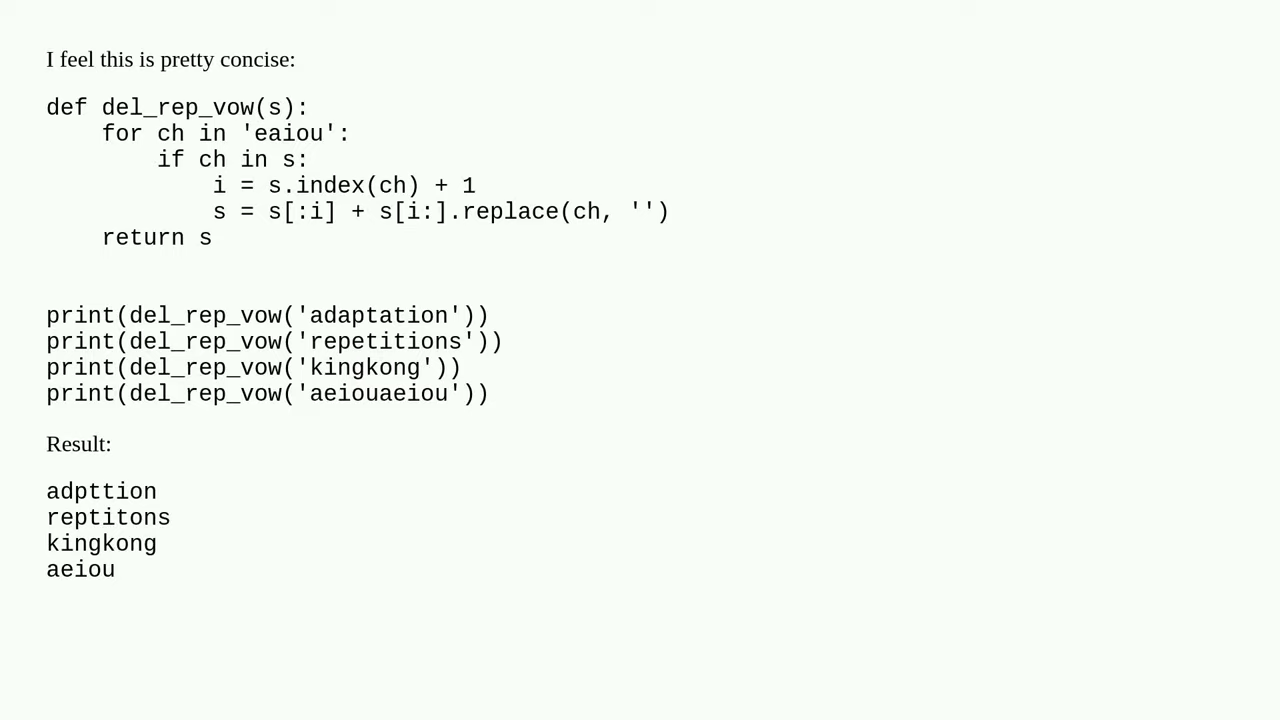 I feel this is pretty concise:
def del_rep_vow(s):
    for ch in 'eaiou':
        if ch in s:
            i = s.index(ch) + 1
            s = s[:i] + s[i:].replace(ch, '')
    return s
print(del_rep_vow('adaptation'))
print(del_rep_vow('repetitions'))
print(del_rep_vow('kingkong'))
print(del_rep_vow('aeiouaeiou'))
Result:
adpttion
reptitons
kingkong
aeiou